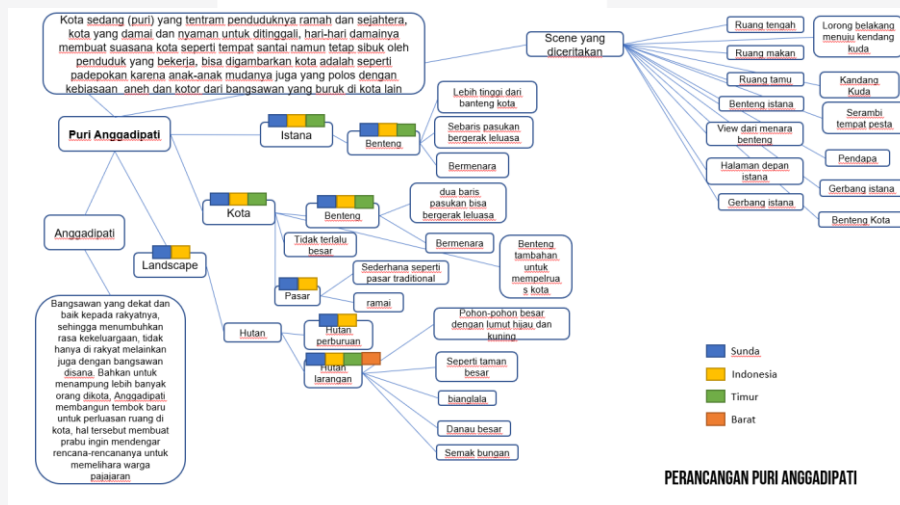 Kota sedang (puri) yang tentram penduduknya ramah dan sejahtera,
kota yang damai dan nyaman untuk ditinggali, hari-hari damainya
membuat suasana kota seperti tempat santai namun tetap sibuk oleh
penduduk yang bekerja, bisa digambarkan kota adalah seperti
padepokan karena anak-anak mudanya juga yang polos dengan
kebiasaan aneh dan kotor dari bangsawan yang buruk di kota lain
Puri Anggadipati
Anggadipati
Bangsawan yang dekat dan
baik kepada rakyatnya,
sehingga menumbuhkan
rasa kekeluargaan, tidak
hanya di rakyat melainkan
juga dengan bangsawan
disana. Bahkan untuk
menampung lebih banyak
orang dikota, Anggadipati
membangun tembok baru
untuk perluasan ruang di
kota, hal tersebut membuat
prabu ingin mendengar
rencana-rencananya untuk
memelihara warga
pajajaran
Landscape
Istana
Benteng
Lebih tinggi dari
banteng kota
Sebaris pasukan
bergerak leluasa
Bermenara
Kota
Benteng
dua baris
pasukan bisa
bergerak leluasa
Bermenara
Tidak terlalu
besar
Benteng
tambahan
untuk
mempelrua
s kota
Pasar
Sederhana seperti
pasar traditional
ramai
Hutan
Hutan
perburuan
Hutan
larangan
Pohon-pohon besar
dengan lumut hijau dan
kuning
Seperti taman
besar
bianglala
Danau besar
Semak bungan
Scene yang
diceritakan
Ruang tengah
Ruang makan
Ruang tamu
Benteng istana
View dari menara
benteng
Halaman depan
istana
Gerbang istana
Lorong belakang
menuju kendang
kuda
Kandang
Kuda
Serambi
tempat pesta
Pendapa
Gerbang istana
Benteng Kota
Sunda
Indonesia
Timur
Barat
PERANCANGAN PURI ANGGADIPATI